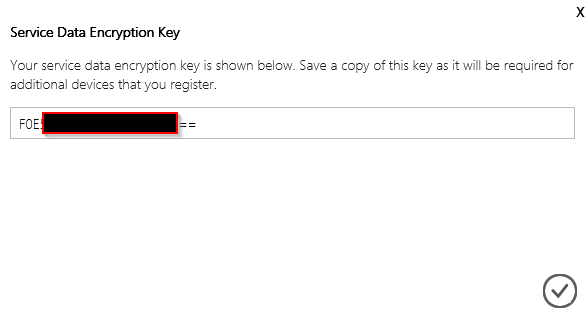 X
Service Data Encryption Key
Your service data encryption key is shown below. Save a copy of this key as it will be required for
additional devices that you register.
F0E ==